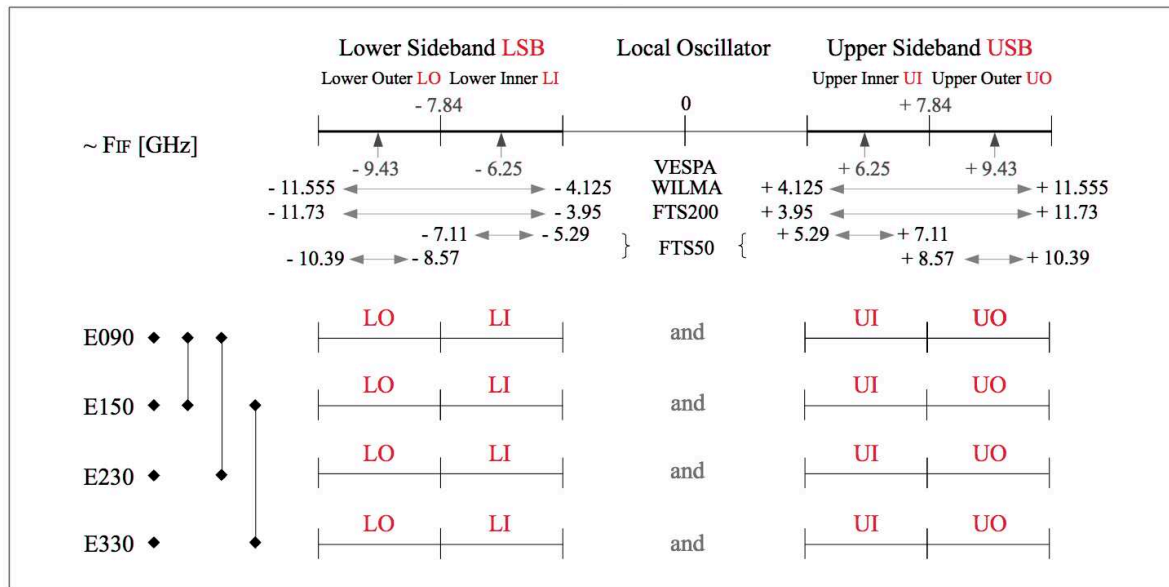 Lower Sideband LSB Local Oscillator Upper Sideband USB
Lower Outer LO Lower Inner LI Upper Inner UI Upper Outer UO
- 7.84 0 + 7.84
~ FIF [GHz]
- 9.43 - 6.25 VESPA + 6.25 + 9.43
- 11.555 - 4.125 WILMA + 4.125 + 11.555
- 11.73 - 3.95 FTS200 + 3.95 + 11.73
- 7.11 - 5.29 + 5.29 + 7.11
} FTS50 {
- 10.39 - 8.57 + 8.57 + 10.39
E090 LO LI and UI UO
E150 LO LI and UI UO
E230 LO LI and UI UO
E330 LO LI and UI UO